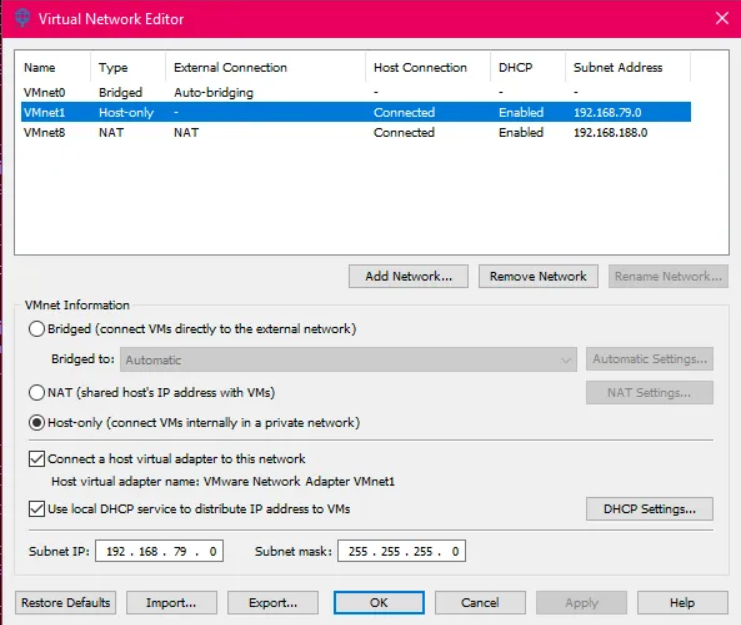 Virtual Network Editor
Name Type External Connection Host Connection DHCP Subnet Address
VMnet0 Bridged Auto-bridging - - -
VMnet1 Host-only - Connected Enabled 192.168.79.0
VMnet8 NAT NAT Connected Enabled 192.168.188.0
Add Network... Remove Network Rename Network...
VMnet Information
Bridged (connect VMs directly to the external network)
Bridged to: Automatic Automatic Settings...
NAT (shared host's IP address with VMs) NAT Settings...
Host-only (connect VMs internally in a private network)
Connect a host virtual adapter to this network
Host virtual adapter name: VMware Network Adapter VMnet1
Use local DHCP service to distribute IP address to VMs DHCP Settings...
Subnet IP: 192 . 168 . 79 . 0 Subnet mask: 255 . 255 . 255 . 0
Restore Defaults Import... Export... OK Cancel Apply Help